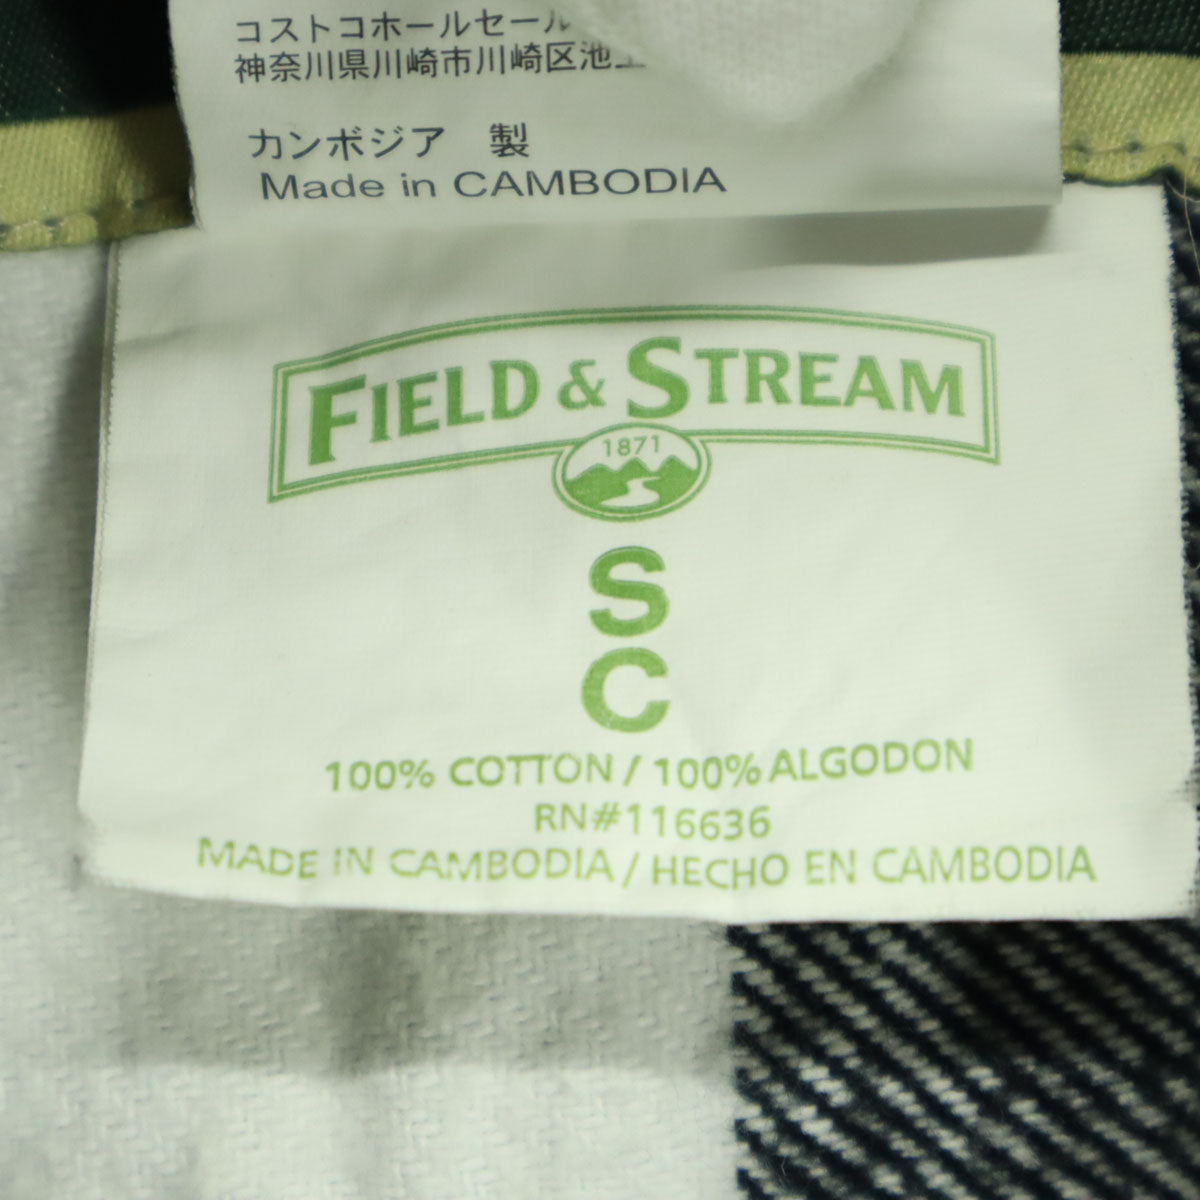 コストコホールセール
神奈川県川崎市川崎区池上
カンボジア 製
Made in CAMBODIA
FIELD & STREAM
1871
S
C
100% COTTON / 100% ALGODON
RN#116636
MADE IN CAMBODIA / HECHO EN CAMBODIA